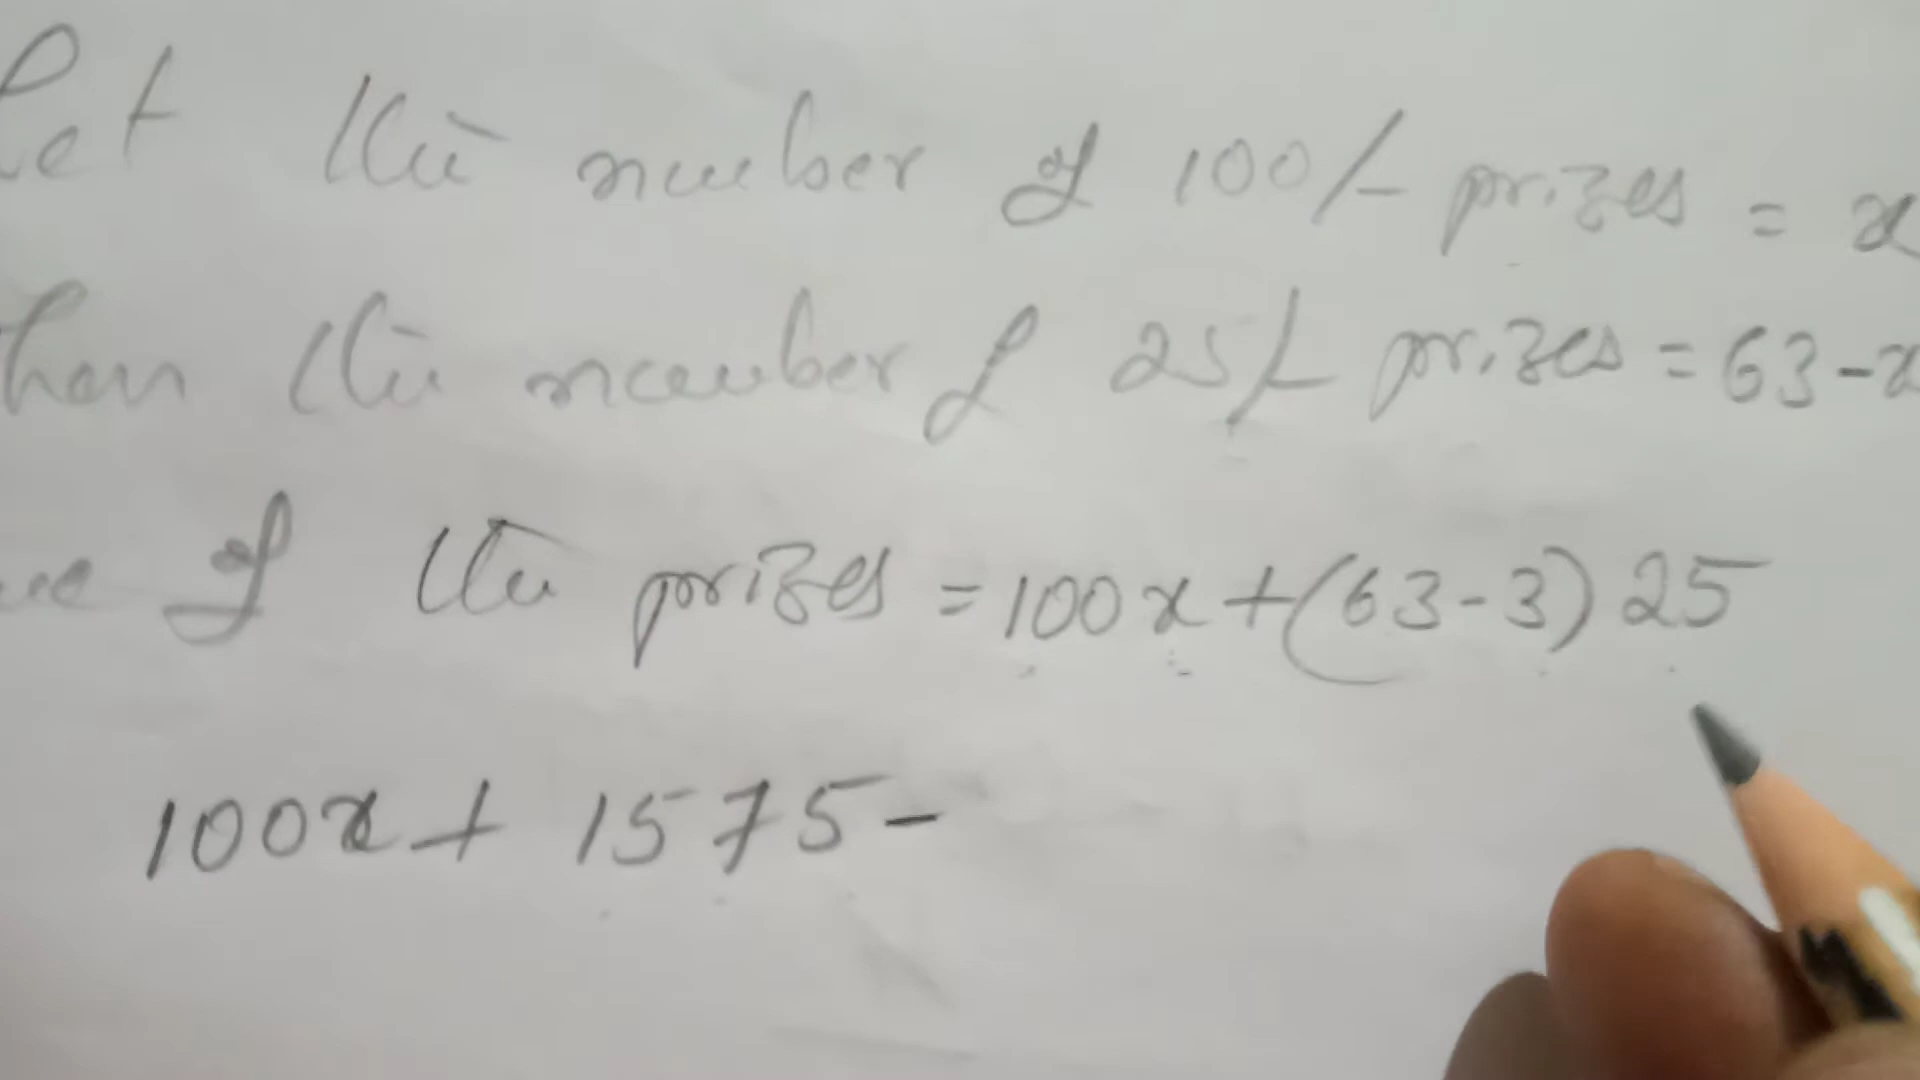 Let the number of 100/- prizes = x
then the number of 25/- prizes = 63-x
ue of the prizes = 100x + (63-3) 25
100x + 1575 -